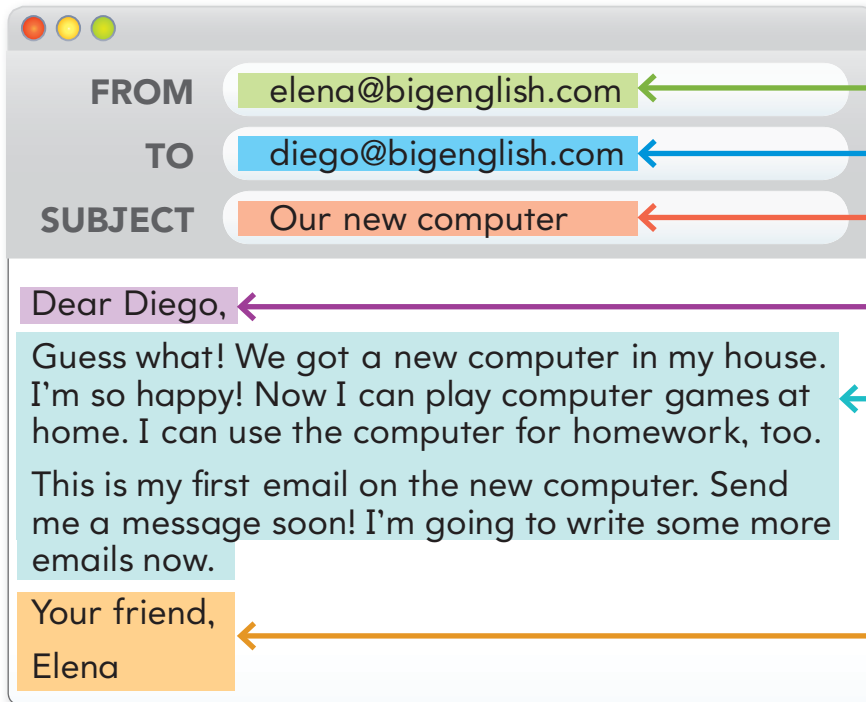 FROM elena@bigenglish.com
TO diego@bigenglish.com
SUBJECT Our new computer
Dear Diego,
Guess what! We got a new computer in my house.
I'm so happy! Now I can play computer games at
home. I can use the computer for homework, too.
This is my first email on the new computer. Send
me a message soon! I'm going to write some more
emails now.
Your friend,
Elena